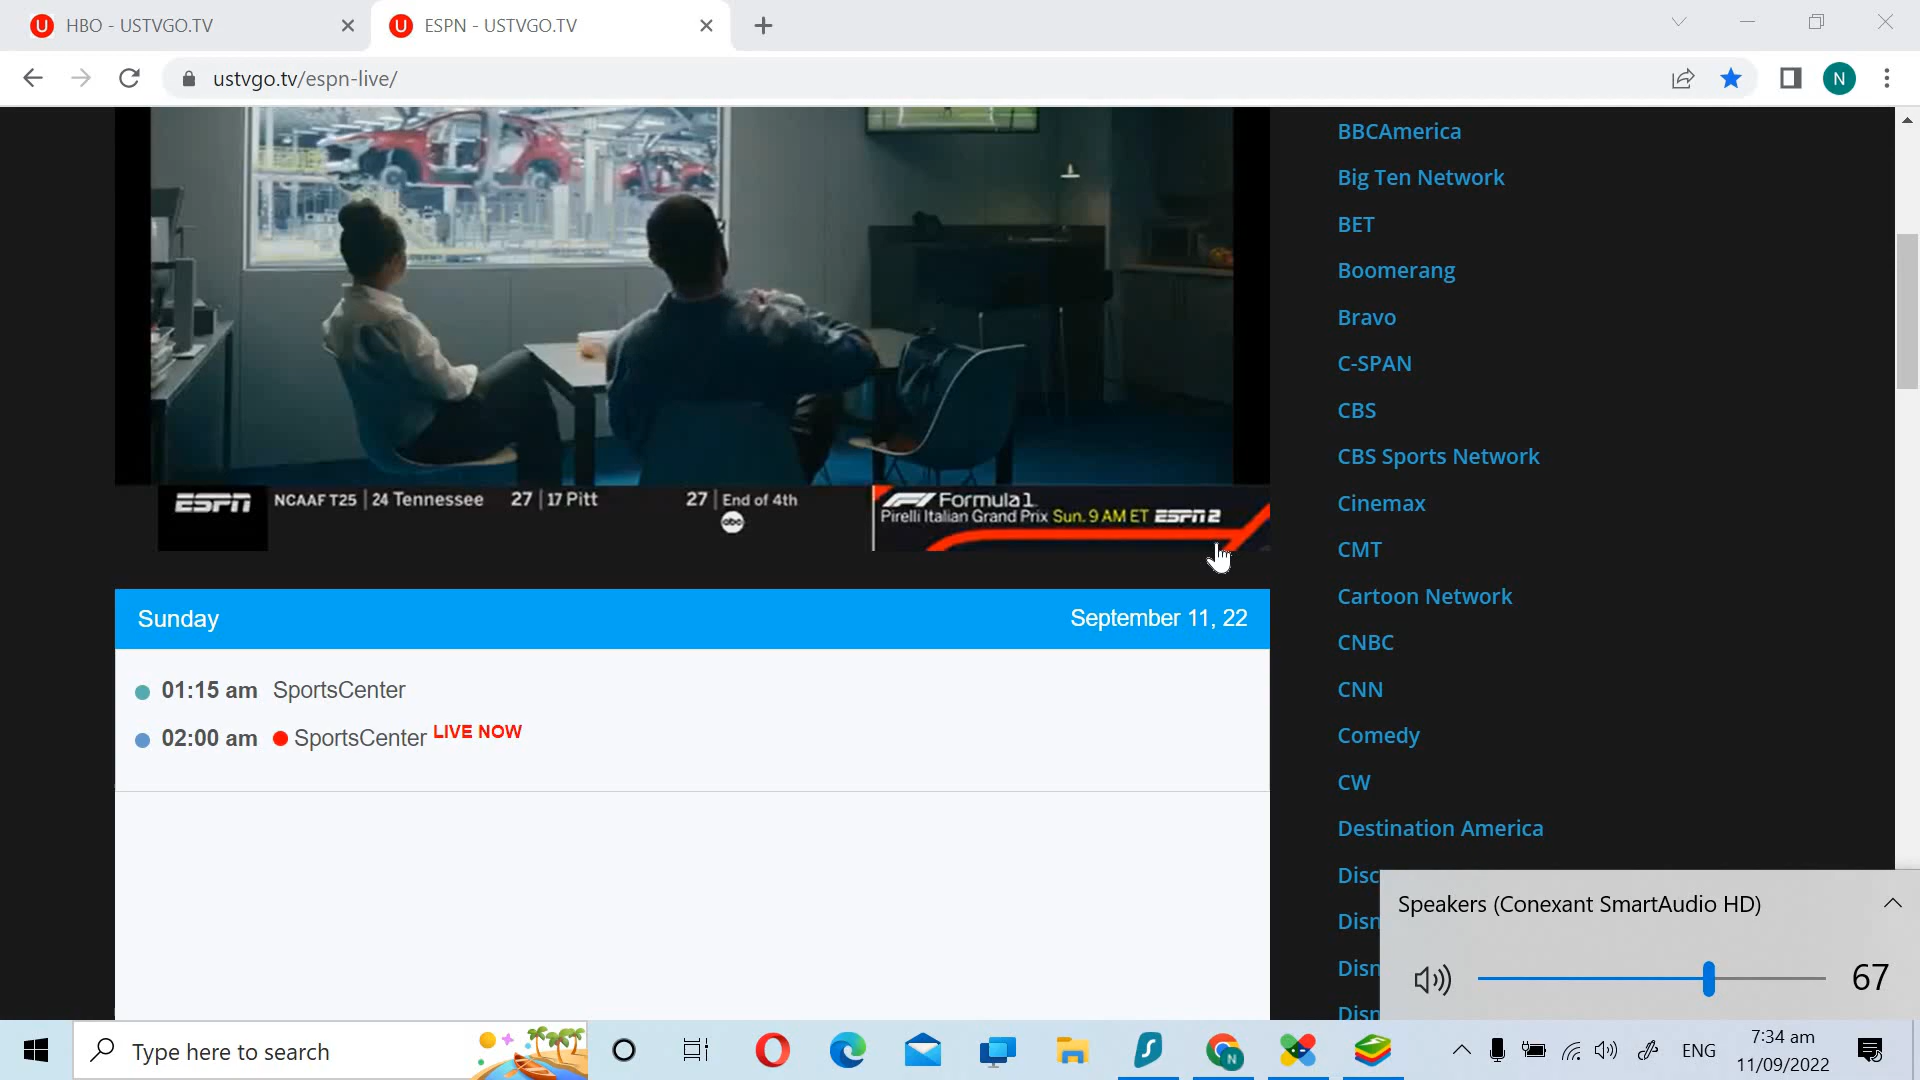 HBO - USTVGO.TV
ESPN - USTVGO.TV
ustvgo.tv/espn-live/
N
BBCAmerica
Big Ten Network
BET
Boomerang
Bravo
C-SPAN
CBS
CBS Sports Network
Cinemax
CMT
Cartoon Network
CNBC
CNN
Comedy
CW
Destination America
Disc
Disn
Disn
Disn
ESPN NCAAF T25 24 Tennessee 27 17 Pitt 27 End of 4th
abc
Formula 1
Pirelli Italian Grand Prix Sun. 9 AM ET ESPN2
Sunday September 11, 22
01:15 am SportsCenter
02:00 am SportsCenter LIVE NOW
Speakers (Conexant SmartAudio HD)
67
Type here to search
N
ENG
7:34 am
11/09/2022